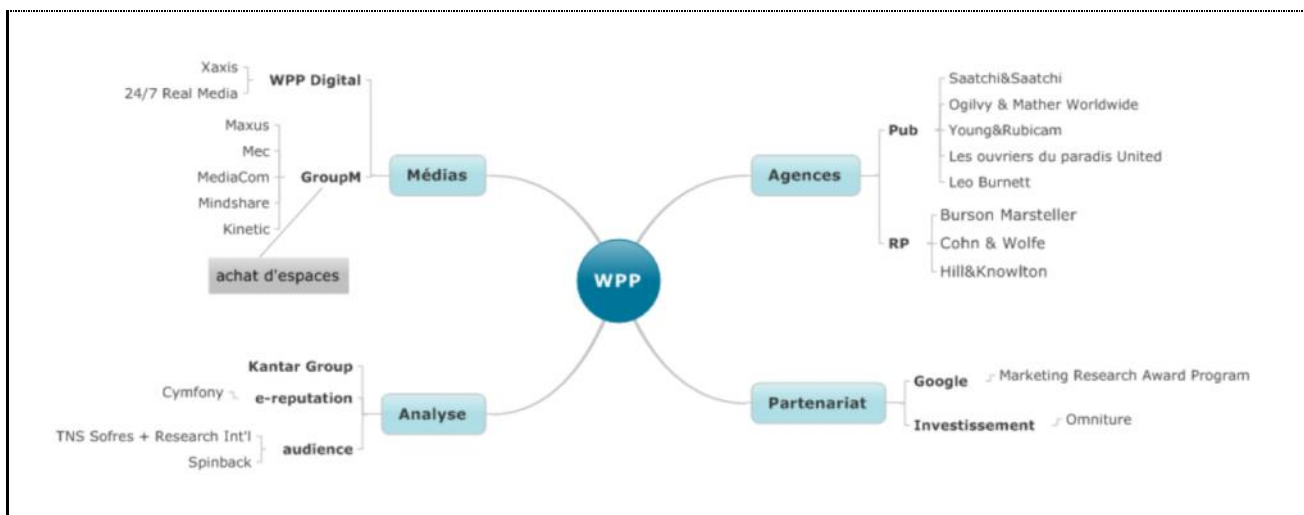 Xaxis
24/7 Real Media
WPP Digital
Maxus
Mec
MediaCom
Mindshare
Kinetic
GroupM
achat d'espaces
Médias
WPP
Agences
Pub
Saatchi&Saatchi
Ogilvy & Mather Worldwide
Young&Rubicam
Les ouvriers du paradis United
Leo Burnett
RP
Burson Marsteller
Cohn & Wolfe
Hill&Knowlton
Kantar Group
Cymfony
e-reputation
TNS Sofres + Research Int'l
Spinback
audience
Analyse
Partenariat
Google
Marketing Research Award Program
Investissement
Omniture